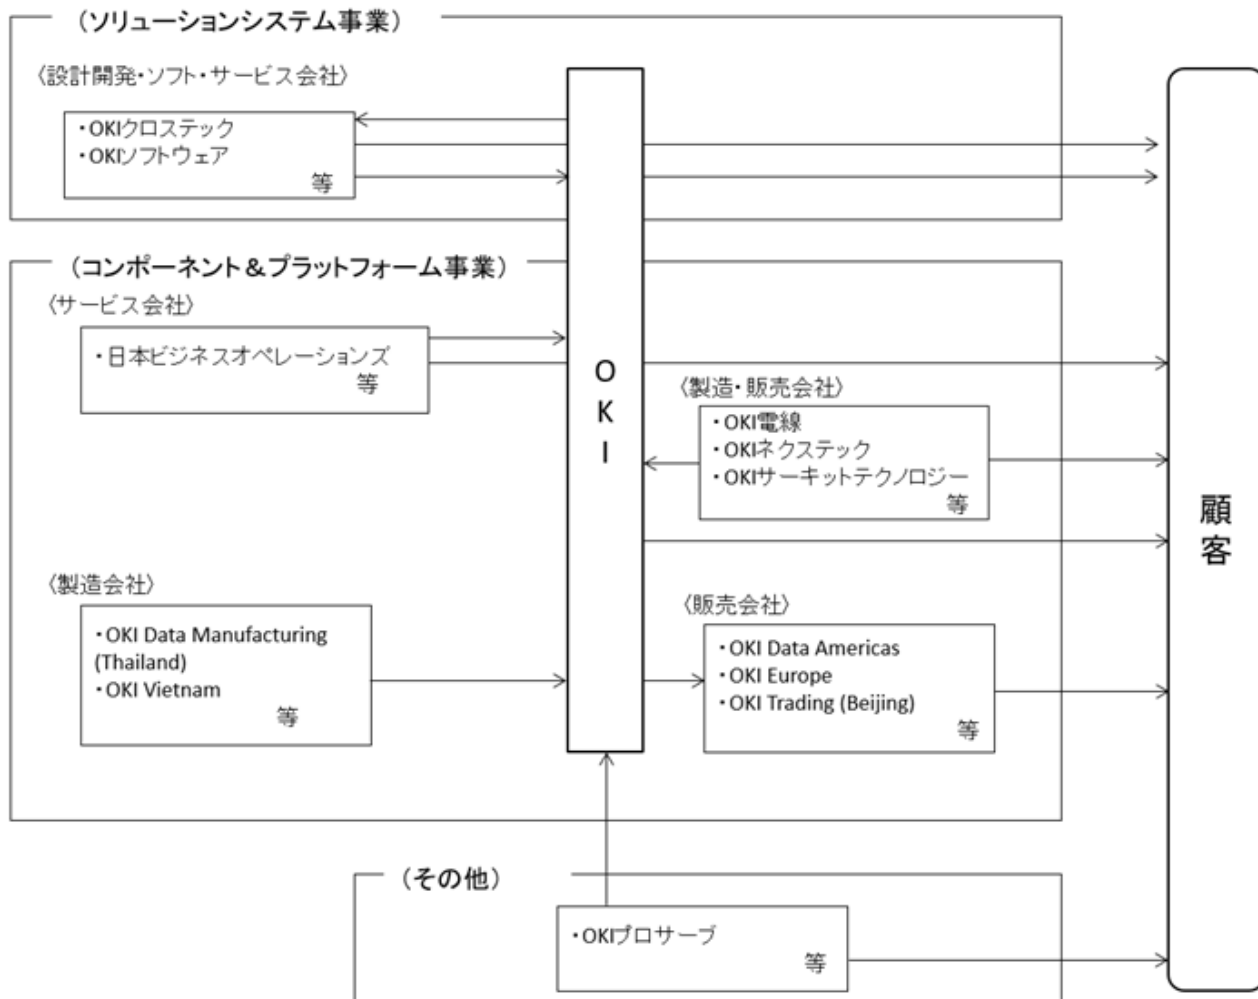 （ソリューションシステム事業）
〈設計開発・ソフト・サービス会社〉
・OKIクロステック
・OKIソフトウェア
等
（コンポーネント＆プラットフォーム事業）
〈サービス会社〉
・日本ビジネスオペレーションズ
等
OKI
〈製造・販売会社〉
・OKI電線
・OKIネクステック
・OKIサーキットテクノロジー
等
顧客
〈製造会社〉
・OKI Data Manufacturing
(Thailand)
・OKI Vietnam
等
〈販売会社〉
・OKI Data Americas
・OKI Europe
・OKI Trading (Beijing)
等
（その他）
・OKIプロサーブ
等